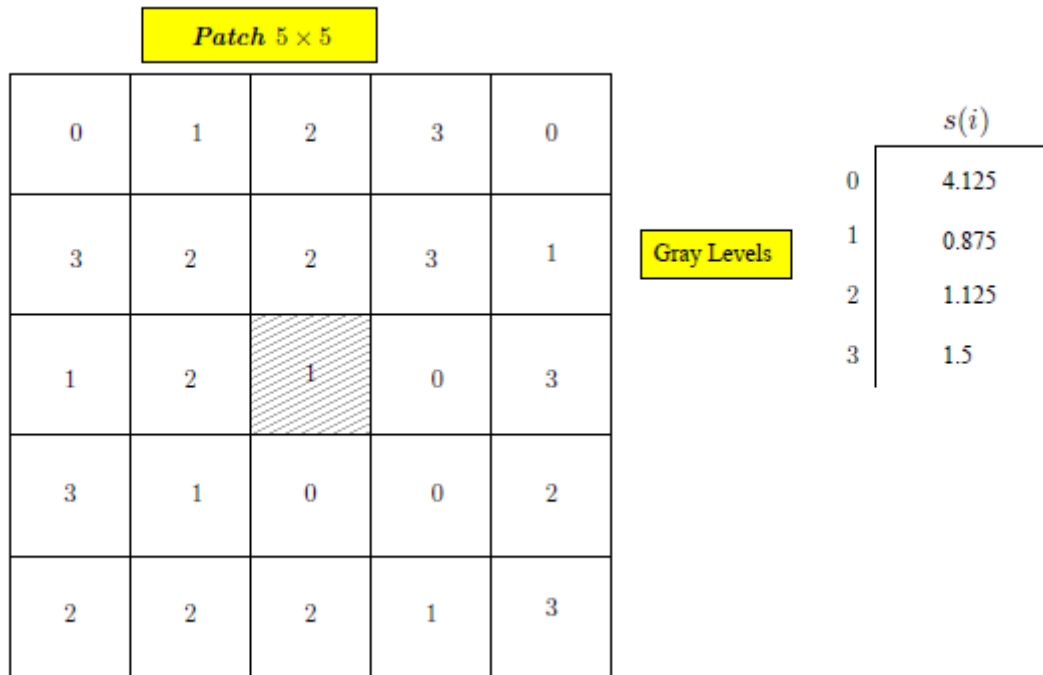 Patch 5 × 5
0 1 2 3 0
3 2 2 3 1
1 2 1 0 3
3 1 0 0 2
2 2 2 1 3
s(i)
0 4.125
1 0.875
Gray Levels
2 1.125
3 1.5